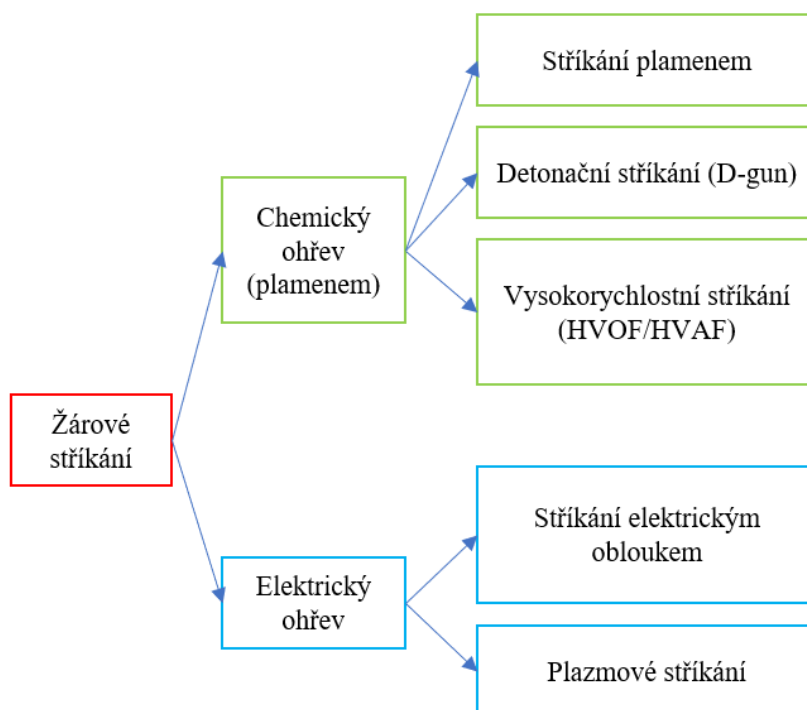 Stříkání plamenem
Detonační stříkání (D-gun)
Chemický
ohřev
(plamenem)
Vysokorychlostní stříkání
(HVOF/HVAF)
Žárové
stříkání
Stříkání elektrickým
obloukem
Elektrický
ohřev
Plazmové stříkání